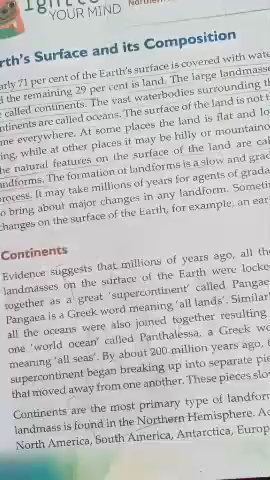 YOUR MIND
rth's Surface and its Composition
arly 71 per cent of the Earth's surface is covered with wate
d the remaining 29 per cent is land. The large landmasse
e called continents. The vast waterbodies surrounding th
ntinents are called oceans. The surface of the land is not t
me everywhere. At some places the land is flat and lo
ing, while at other places it may be hilly or mountaino
he natural features on the surface of the land are cal
andforms. The formation of landforms is a slow and grad
process. It may take millions of years for agents of grada
o bring about major changes in any landform. Someti
changes on the surface of the Earth, for example, an ear
Continents
Evidence suggests that millions of years ago, all the
landmasses on the surface of the Earth were locke
together as a great 'supercontinent' called Pangae
Pangaea is a Greek word meaning 'all lands'. Similar
all the oceans were also joined together resulting
one 'world ocean' called Panthalessa, a Greek wo
meaning 'all seas'. By about 200 million years ago, t
supercontinent began breaking up into separate pie
that moved away from one another. These pieces slo
Continents are the most primary type of landform
landmass is found in the Northern Hemisphere. Ac
North America, South America, Antarctica, Europ